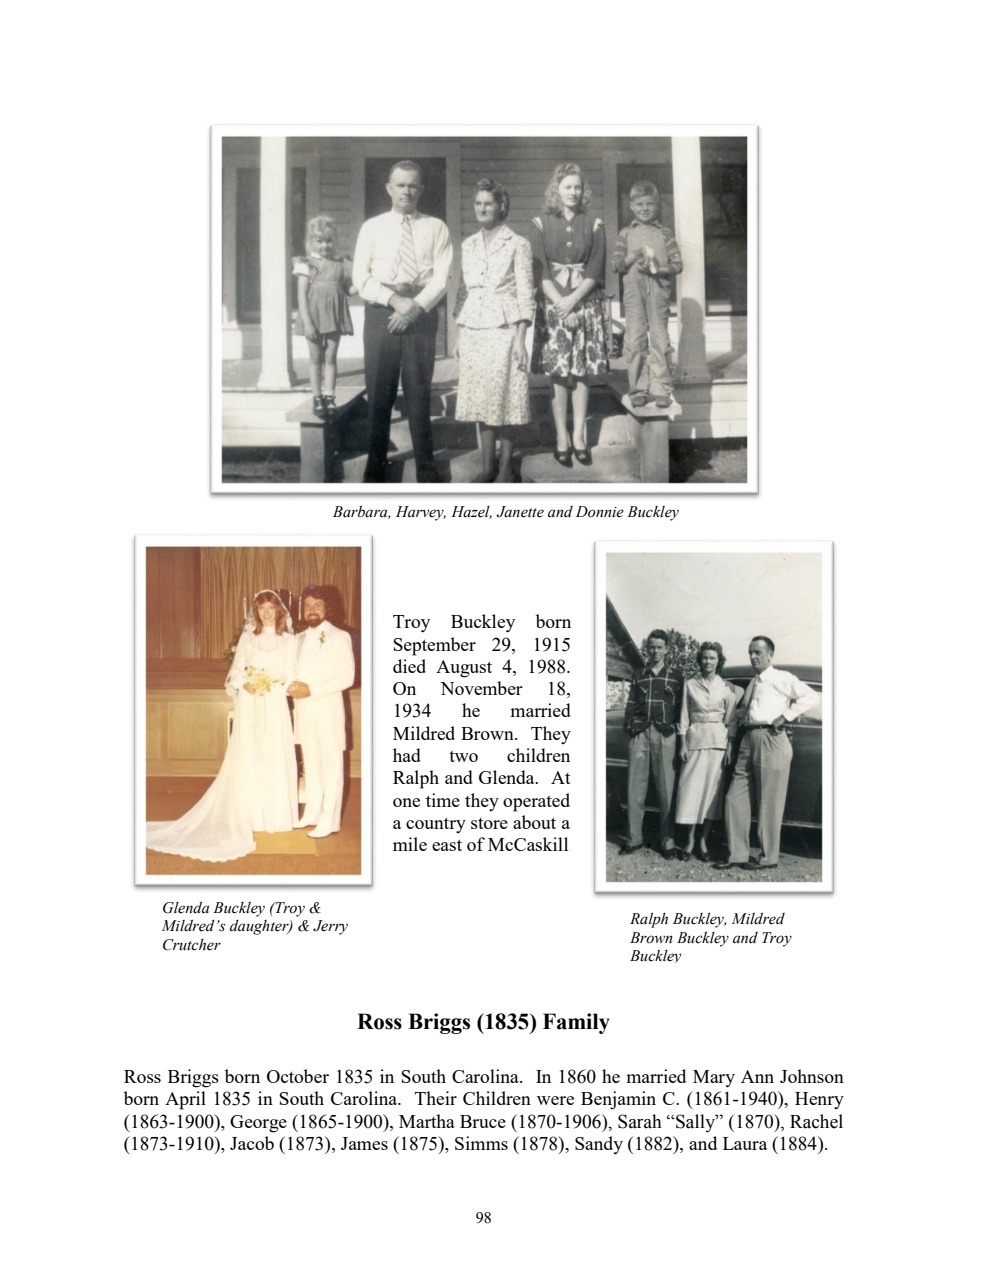 Barbara, Harvey, Hazel, Janette and Donnie Buckley
Troy Buckley born
September 29, 1915
died August 4, 1988.
On November 18,
1934 he married
Mildred Brown. They
had two children
Ralph and Glenda. At
one time they operated
a country store about a
mile east of McCaskill
Glenda Buckley (Troy &
Mildred’s daughter) & Jerry
Crutcher
Ralph Buckley, Mildred
Brown Buckley and Troy
Buckley
Ross Briggs (1835) Family
Ross Briggs born October 1835 in South Carolina. In 1860 he married Mary Ann Johnson
born April 1835 in South Carolina. Their Children were Benjamin C. (1861-1940), Henry
(1863-1900), George (1865-1900), Martha Bruce (1870-1906), Sarah “Sally” (1870), Rachel
(1873-1910), Jacob (1873), James (1875), Simms (1878), Sandy (1882), and Laura (1884).
98